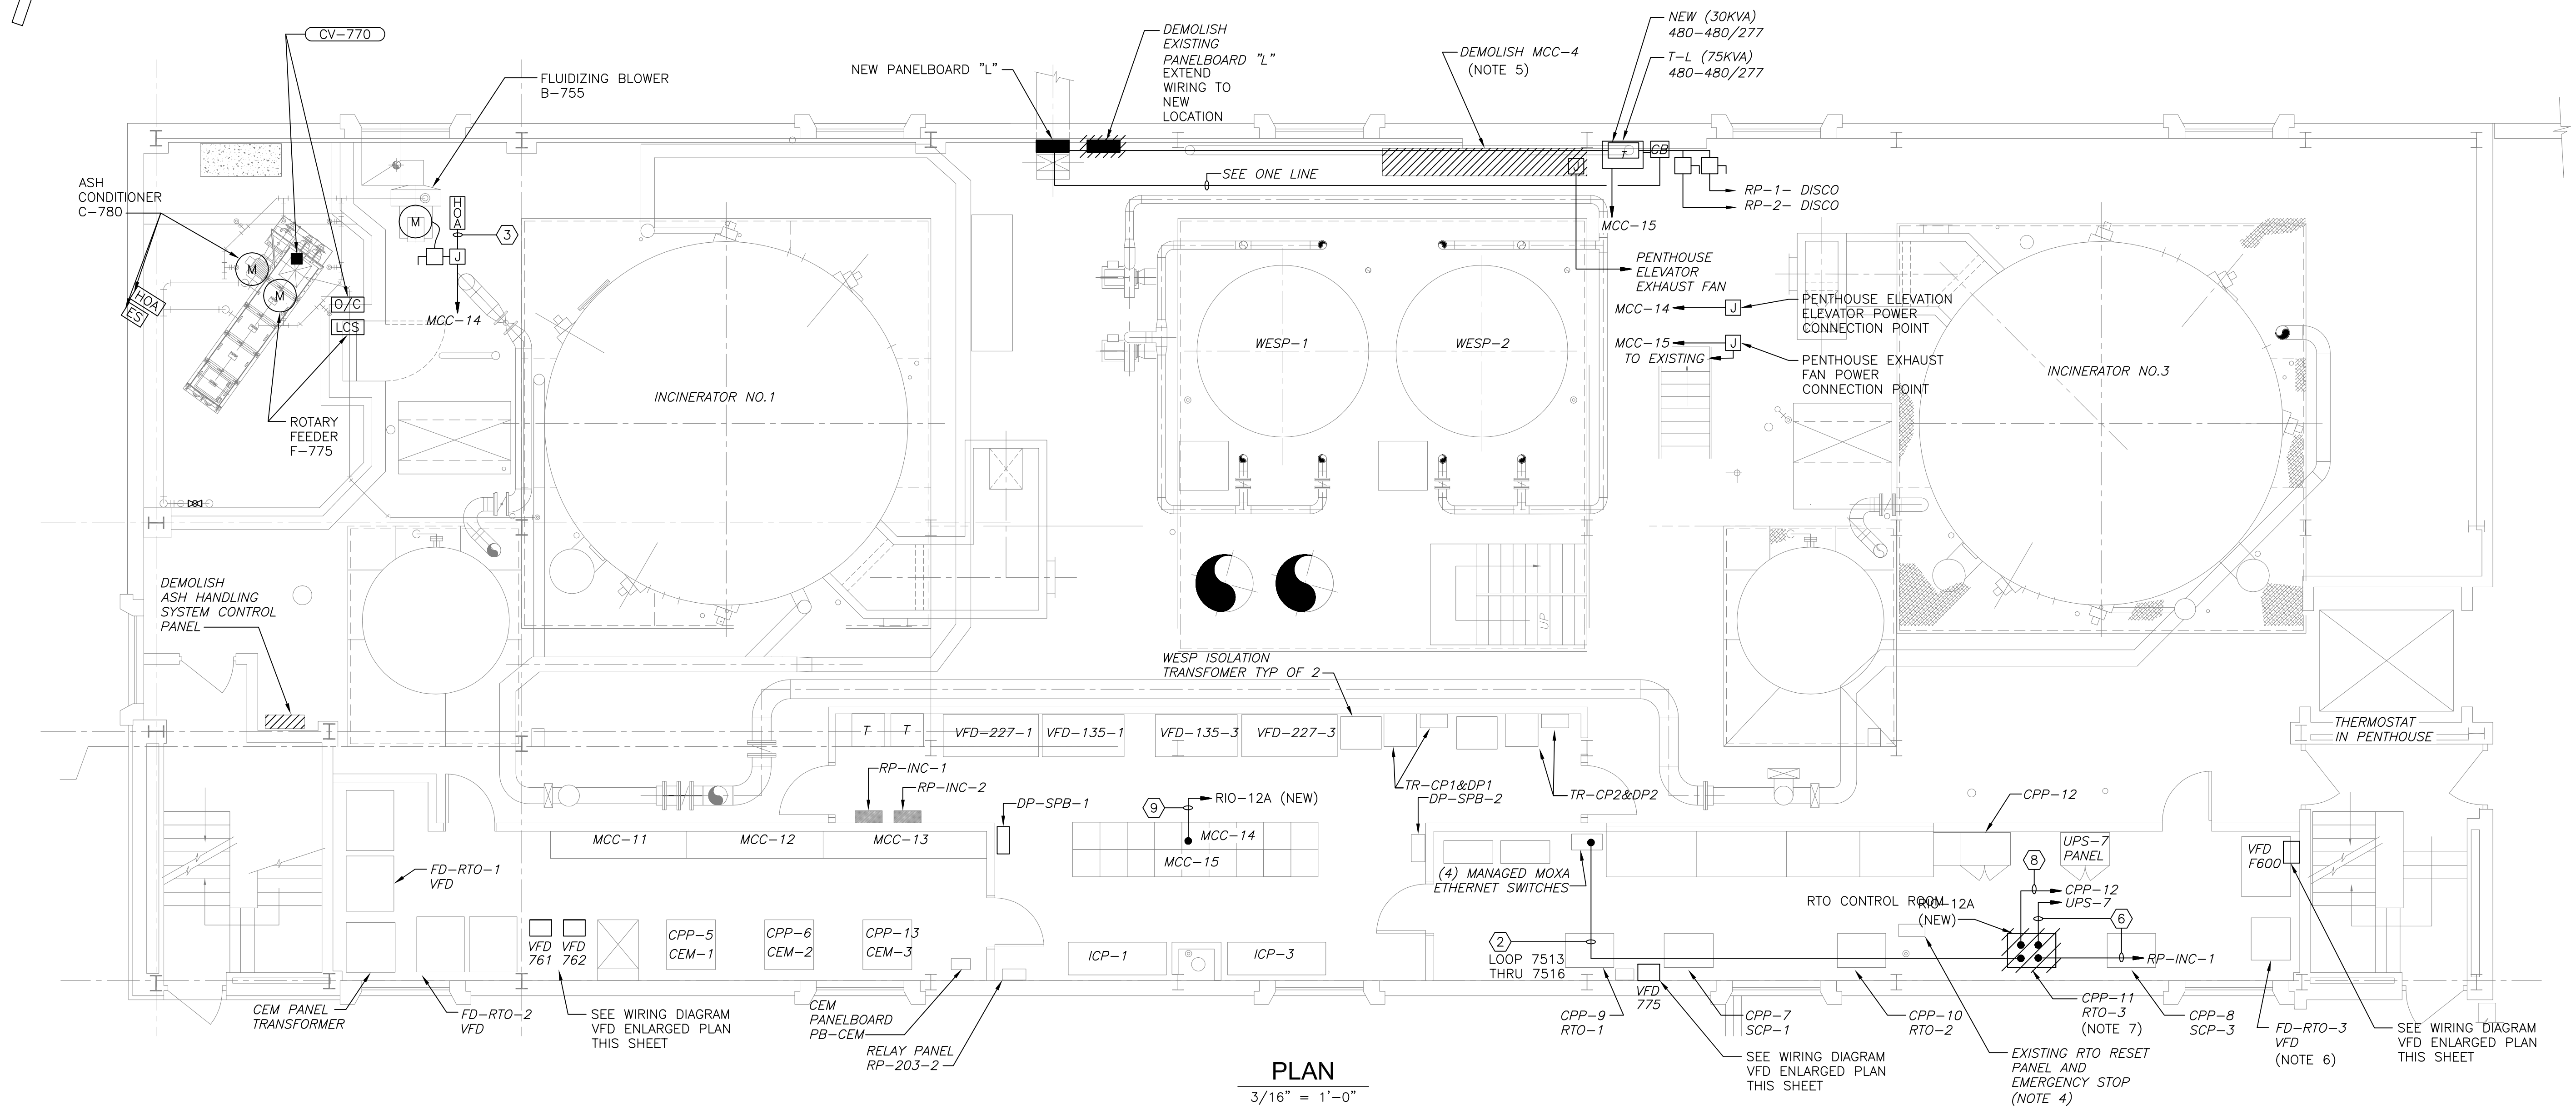 CV-770
FLUIDIZING BLOWER
B-755
NEW PANELBOARD "L"
DEMOLISH
EXISTING
PANELBOARD "L"
EXTEND
WIRING TO
NEW
LOCATION
DEMOLISH MCC-4
(NOTE 5)
NEW (30KVA)
480-480/277
T-L (75KVA)
480-480/277
ASH
CONDITIONER
C-780
HOA
M
3
J
M
M
HOA
ES
O/C
LCS
MCC-14
ROTARY
FEEDER
F-775
SEE ONE LINE
J
T
CB
RP-1- DISCO
RP-2- DISCO
MCC-15
PENTHOUSE
ELEVATOR
EXHAUST FAN
MCC-14
J
PENTHOUSE ELEVATION
ELEVATOR POWER
CONNECTION POINT
MCC-15
J
TO EXISTING
PENTHOUSE EXHAUST
FAN POWER
CONNECTION POINT
INCINERATOR NO.1
WESP-1
WESP-2
INCINERATOR NO.3
DEMOLISH
ASH HANDLING
SYSTEM CONTROL
PANEL
UP
WESP ISOLATION
TRANSFOMER TYP OF 2
THERMOSTAT
IN PENTHOUSE
T
T
VFD-227-1
VFD-135-1
VFD-135-3
VFD-227-3
RP-INC-1
RP-INC-2
DP-SPB-1
9
RIO-12A (NEW)
TR-CP1&DP1
DP-SPB-2
TR-CP2&DP2
CPP-12
MCC-11
MCC-12
MCC-13
MCC-14
MCC-15
FD-RTO-1
VFD
(4) MANAGED MOXA
ETHERNET SWITCHES
UPS-7
PANEL
VFD
F600
8
CPP-12
UPS-7
RTO CONTROL ROOM
RIO-12A
(NEW)
6
RP-INC-1
VFD
761
VFD
762
CPP-5
CEM-1
CPP-6
CEM-2
CPP-13
CEM-3
ICP-1
ICP-3
2
LOOP 7513
THRU 7516
VFD
775
CEM PANEL
TRANSFORMER
FD-RTO-2
VFD
SEE WIRING DIAGRAM
VFD ENLARGED PLAN
THIS SHEET
CEM
PANELBOARD
PB-CEM
RELAY PANEL
RP-203-2
CPP-9
RTO-1
CPP-7
SCP-1
SEE WIRING DIAGRAM
VFD ENLARGED PLAN
THIS SHEET
CPP-10
RTO-2
EXISTING RTO RESET
PANEL AND
EMERGENCY STOP
(NOTE 4)
CPP-11
RTO-3
(NOTE 7)
CPP-8
SCP-3
FD-RTO-3
VFD
(NOTE 6)
SEE WIRING DIAGRAM
VFD ENLARGED PLAN
THIS SHEET
PLAN
3/16" = 1'-0"